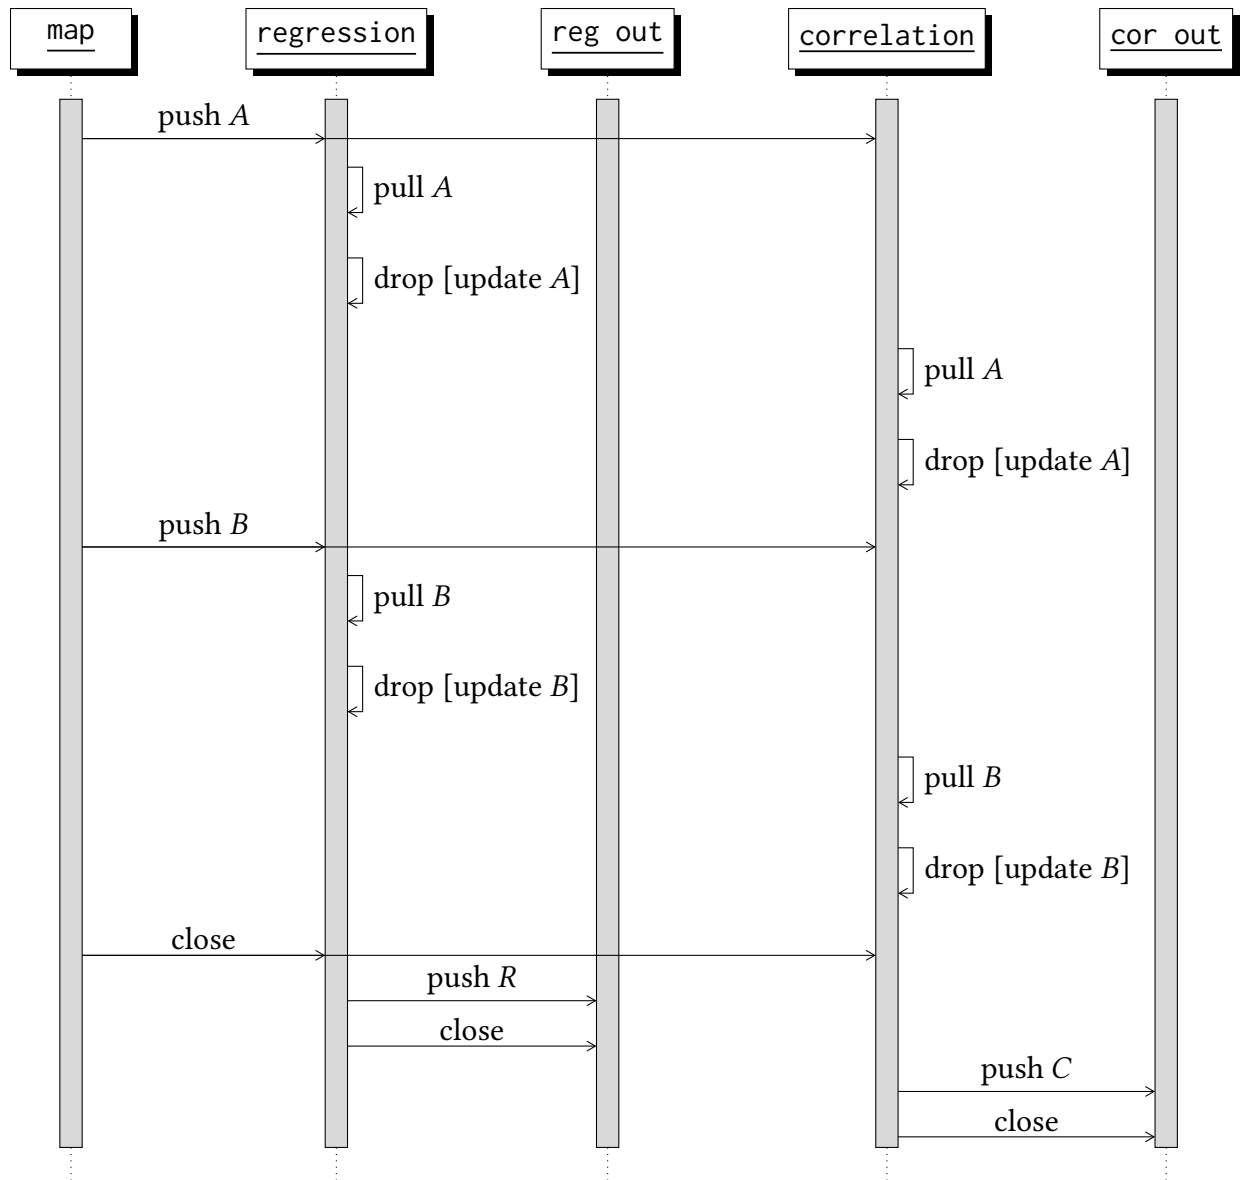 map
regression
reg out
correlation
cor out
push A
pull A
drop [update A]
pull A
drop [update A]
push B
pull B
drop [update B]
pull B
drop [update B]
close
push R
close
push C
close